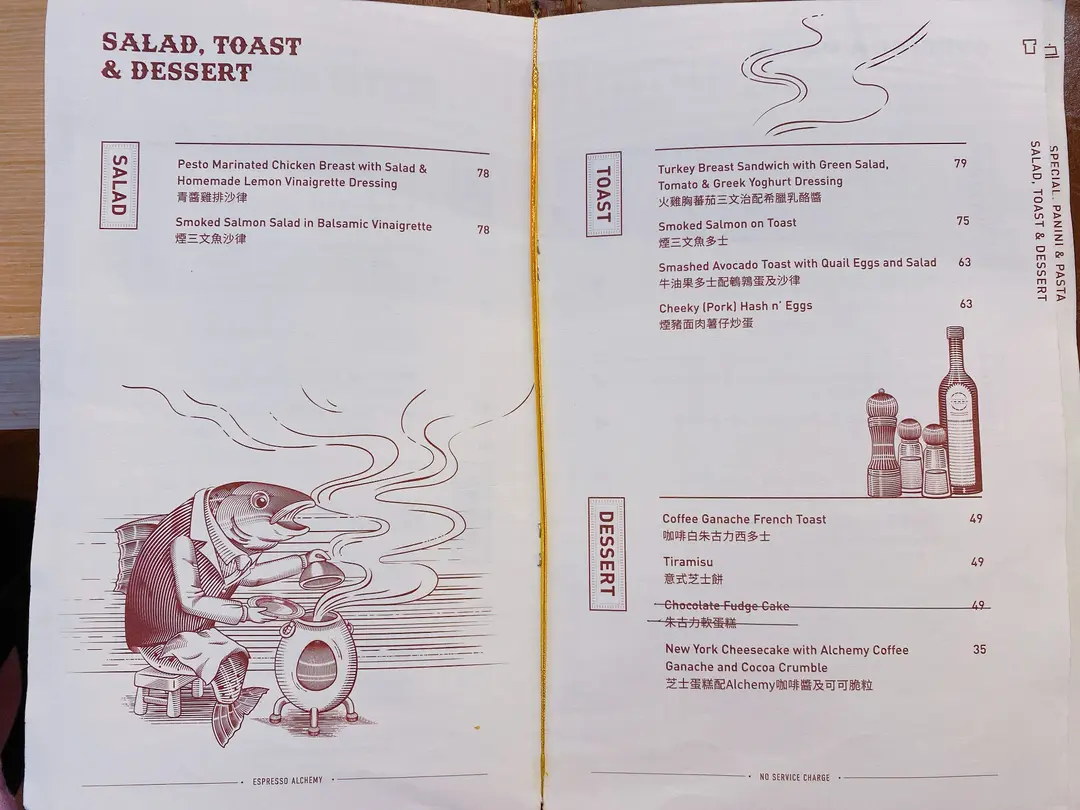 SALAD, TOAST
& DESSERT
SALAD
Pesto Marinated Chicken Breast with Salad & 78
Homemade Lemon Vinaigrette Dressing
青醬雞排沙律
Smoked Salmon Salad in Balsamic Vinaigrette 78
煙三文魚沙律
ESPRESSO ALCHEMY
TOAST
Turkey Breast Sandwich with Green Salad, 79
Tomato & Greek Yoghurt Dressing
火雞胸蕃茄三文治配希臘乳酪醬
Smoked Salmon on Toast 75
煙三文魚多士
Smashed Avocado Toast with Quail Eggs and Salad 63
牛油果多士配鵪鶉蛋及沙律
Cheeky (Pork) Hash n' Eggs 63
煙豬面肉薯仔炒蛋
DESSERT
Coffee Ganache French Toast 49
咖啡白朱古力西多士
Tiramisu 49
意式芝士餅
Chocolate Fudge Cake 49
朱古力軟蛋糕
New York Cheesecake with Alchemy Coffee 35
Ganache and Cocoa Crumble
芝士蛋糕配Alchemy咖啡醬及可可脆粒
NO SERVICE CHARGE
SALAD, TOAST & DESSERT
SPECIAL, PANINI & PASTA